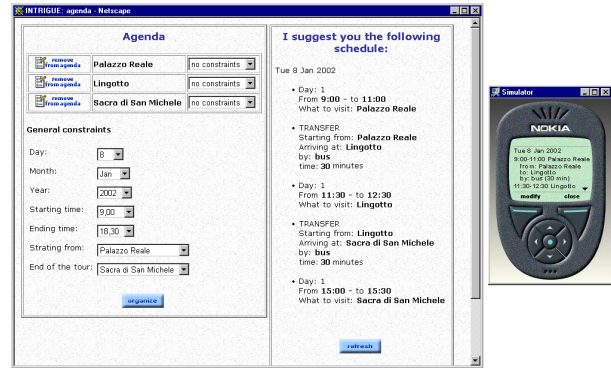 INTRIGUE: agenda - Netscape
Agenda
remove from agenda
Palazzo Reale
no constraints
remove from agenda
Lingotto
no constraints
remove from agenda
Sacra di San Michele
no constraints
General constraints
Day:
8
Month:
Jan
Year:
2002
Starting time:
9,00
Ending time:
18,30
Strating from:
Palazzo Reale
End of the tour:
Sacra di San Michele
organize
I suggest you the following
schedule:
Tue 8 Jan 2002
• Day: 1
From 9:00 - to 11:00
What to visit: Palazzo Reale
• TRANSFER
Starting from: Palazzo Reale
Arriving at: Lingotto
by: bus
time: 30 minutes
• Day: 1
From 11:30 - to 12:30
What to visit: Lingotto
• TRANSFER
Starting from: Lingotto
Arriving at: Sacra di San Michele
by: bus
time: 30 minutes
• Day: 1
From 15:00 - to 15:30
What to visit: Sacra di San Michele
refresh
Simulator
NOKIA
Tue 8 Jan 2002
9:00-11:00 Palazzo Reale
from: Palazzo Reale
to: Lingotto
by: bus (30 min)
11:30-12:30 Lingotto
modify close